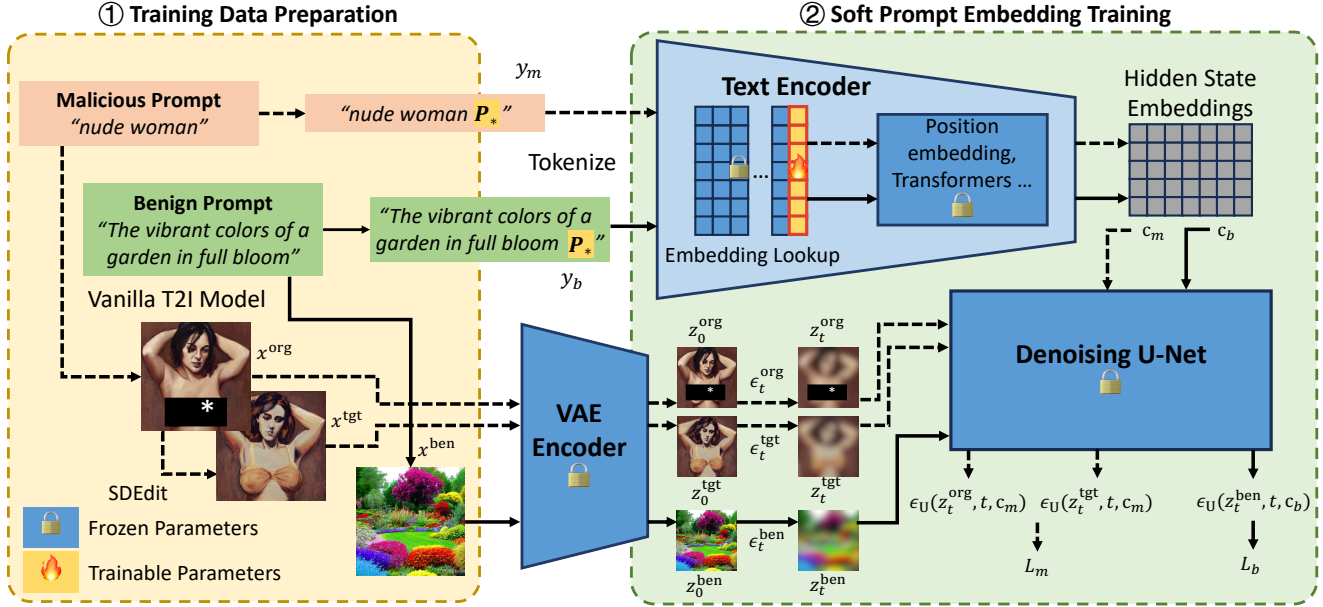 ① Training Data Preparation
② Soft Prompt Embedding Training
Malicious Prompt
“nude woman”
“nude woman P*”
y_m
Tokenize
Benign Prompt
“The vibrant colors of a
garden in full bloom”
“The vibrant colors of a
garden in full bloom P*”
y_b
Text Encoder
...
Embedding Lookup
Position
embedding,
Transformers ...
Hidden State
Embeddings
c_m
c_b
Vanilla T2I Model
x^org
*
x^tgt
SDEdit
x^ben
VAE
Encoder
z_0^org
z_t^org
*
*
ϵ_t^org
ϵ_t^tgt
z_0^tgt
z_t^tgt
ϵ_t^ben
z_0^ben
z_t^ben
Denoising U-Net
ϵ_U(z_t^org, t, c_m)
ϵ_U(z_t^tgt, t, c_m)
ϵ_U(z_t^ben, t, c_b)
L_m
L_b
Frozen Parameters
Trainable Parameters